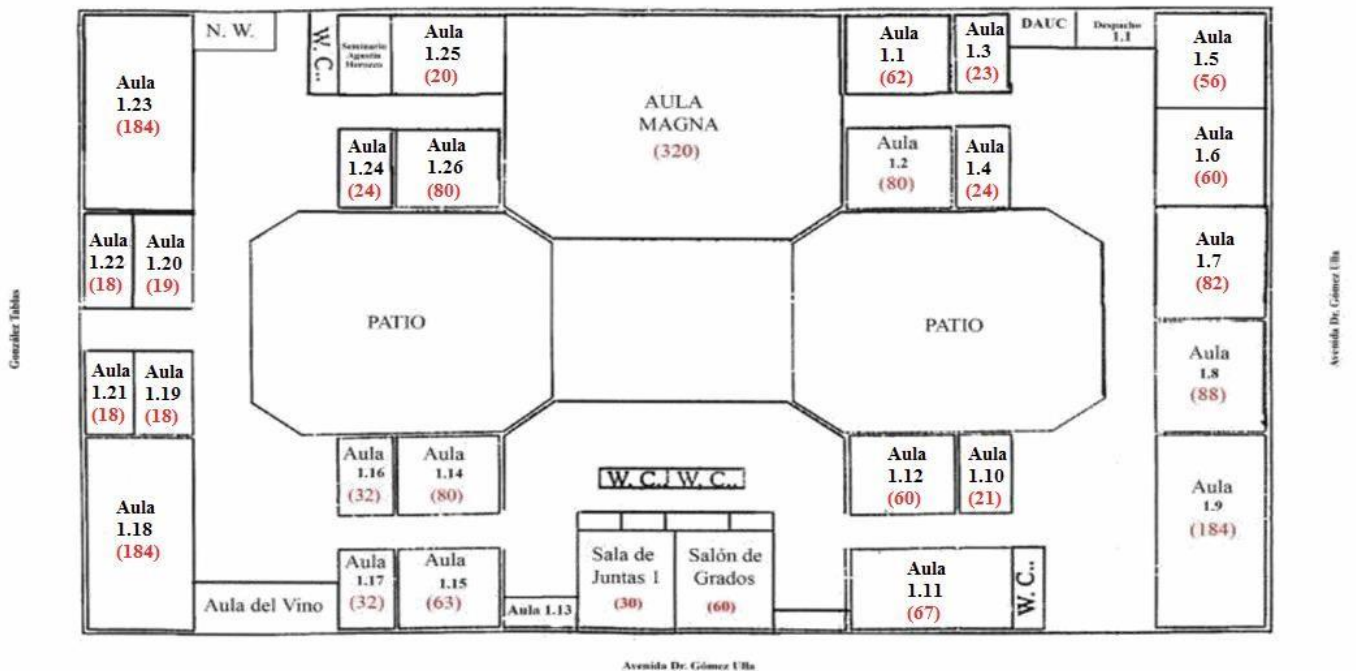 N. W.
W. C..
Seminario
Agustín
Horozco
Aula
1.25
(20)
AULA
MAGNA
(320)
Aula
1.1
(62)
Aula
1.3
(23)
DAUC
Despacho
1.1
Aula
1.5
(56)
Aula
1.23
(184)
Aula
1.24
(24)
Aula
1.26
(80)
Aula
1.2
(80)
Aula
1.4
(24)
Aula
1.6
(60)
Aula
1.22
(18)
Aula
1.20
(19)
Aula
1.7
(82)
González Tablas
PATIO
PATIO
Avenida Dr. Gómez Ulla
Aula
1.21
(18)
Aula
1.19
(18)
Aula
1.8
(88)
Aula
1.16
(32)
Aula
1.14
(80)
W. C.. W. C..
Aula
1.12
(60)
Aula
1.10
(21)
Aula
1.9
(184)
Aula
1.18
(184)
Aula del Vino
Aula
1.17
(32)
Aula
1.15
(63)
Aula 1.13
Sala de
Juntas 1
(30)
Salón de
Grados
(60)
Aula
1.11
(67)
W. C..
Avenida Dr. Gómez Ulla